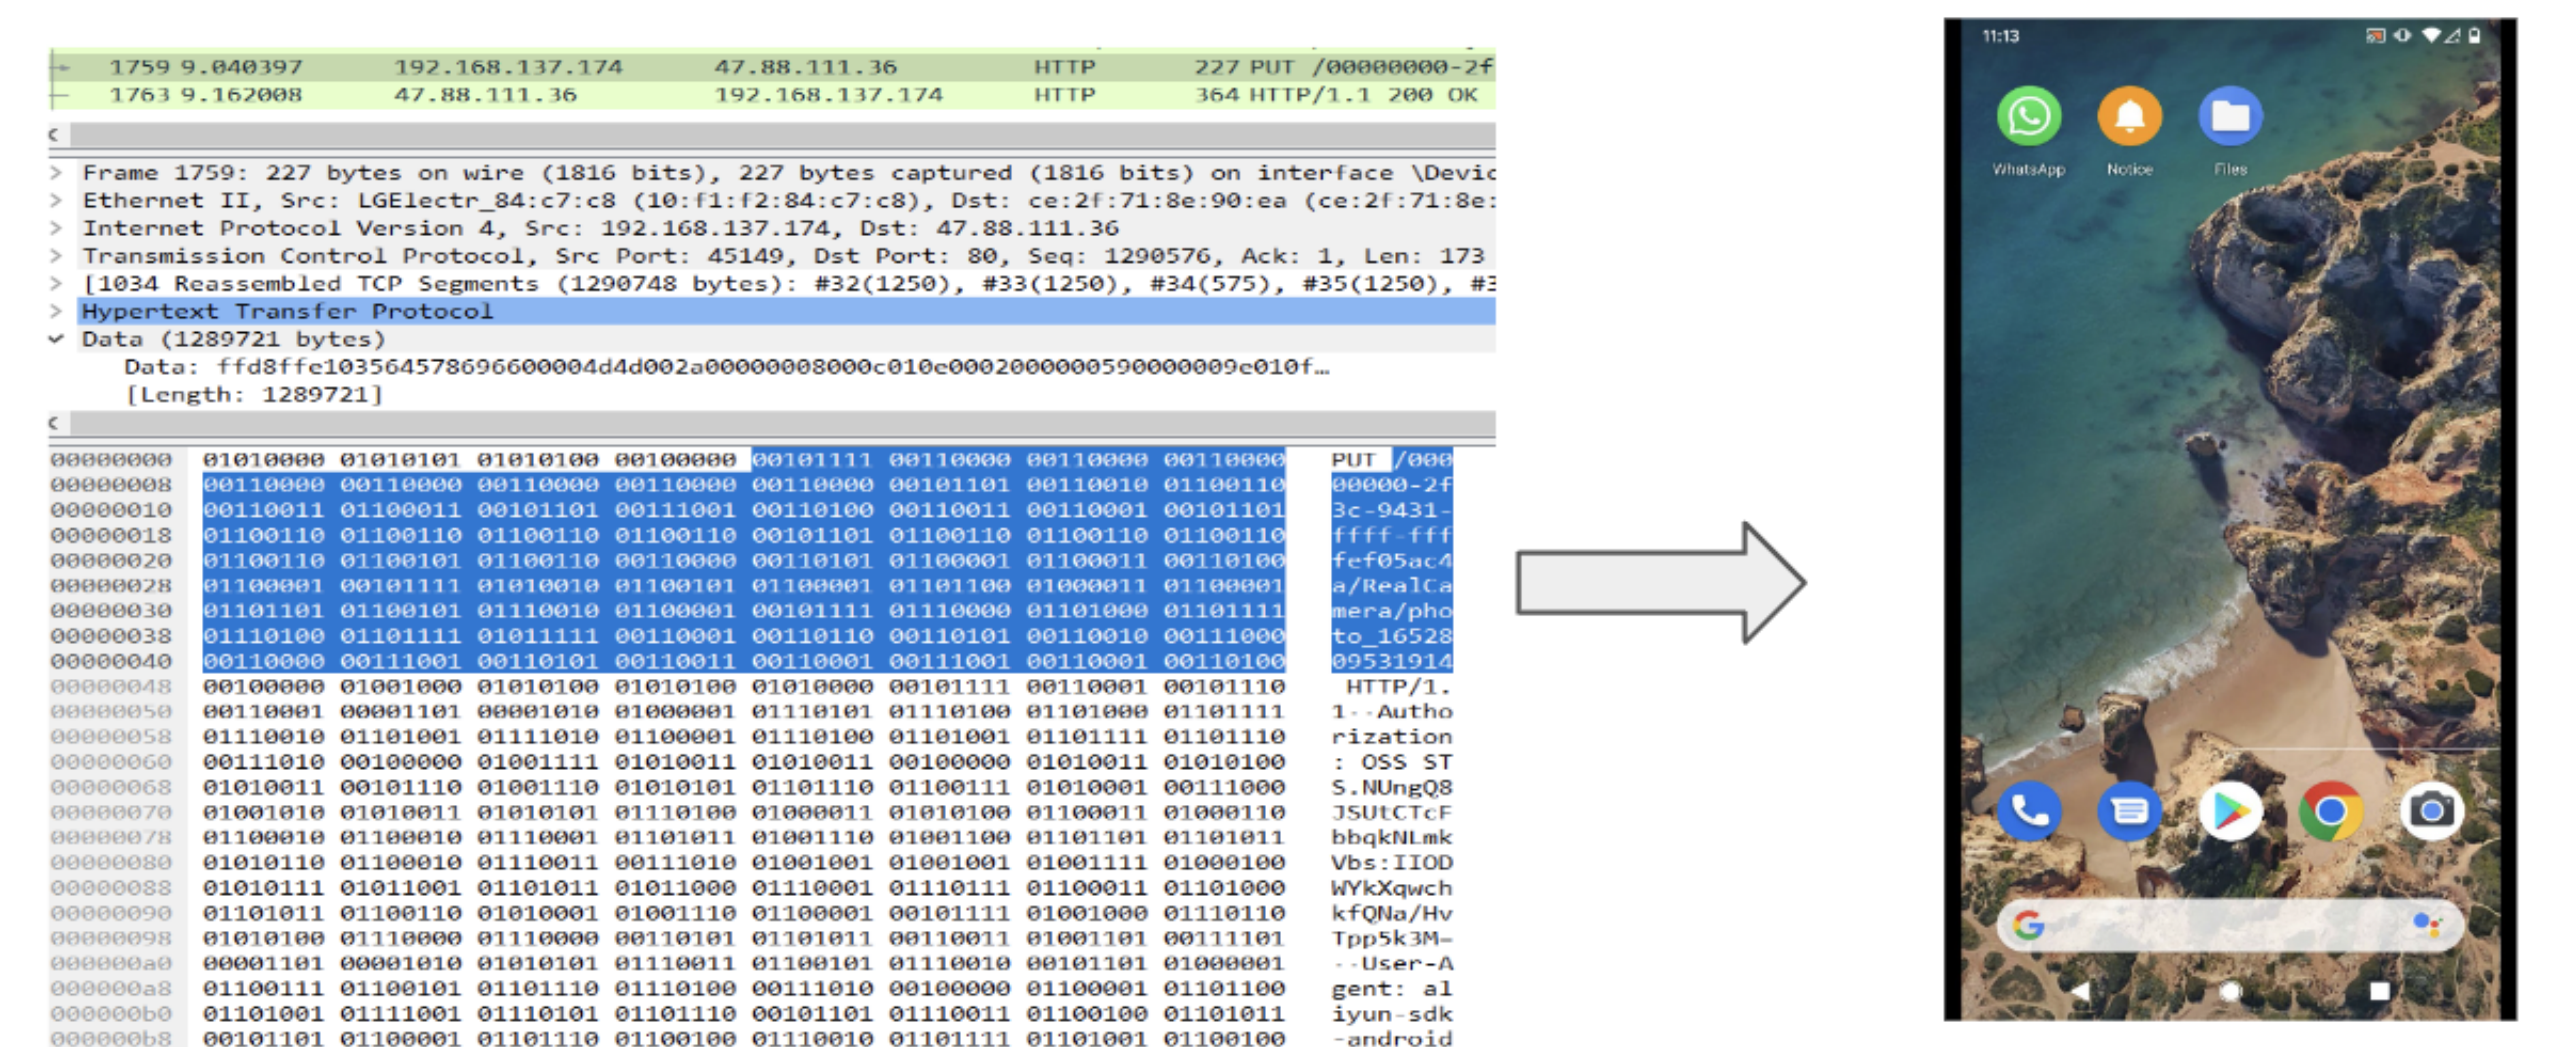 1759 9.040397 192.168.137.174 47.88.111.36 HTTP 227 PUT /00000000-2f
1763 9.162008 47.88.111.36 192.168.137.174 HTTP 364 HTTP/1.1 200 OK
Frame 1759: 227 bytes on wire (1816 bits), 227 bytes captured (1816 bits) on interface \Devic
Ethernet II, Src: LGElectr_84:c7:c8 (10:f1:f2:84:c7:c8), Dst: ce:2f:71:8e:90:ea (ce:2f:71:8e:
Internet Protocol Version 4, Src: 192.168.137.174, Dst: 47.88.111.36
Transmission Control Protocol, Src Port: 45149, Dst Port: 80, Seq: 1290576, Ack: 1, Len: 173
[1034 Reassembled TCP Segments (1290748 bytes): #32(1250), #33(1250), #34(575), #35(1250), #3
Hypertext Transfer Protocol
Data (1289721 bytes)
Data: ffd8ffe1035645786966600004d4d002a00000008000c010e0002000000590000009e010f…
[Length: 1289721]
00000000 01010000 01010101 01010100 00100000 00101111 00110000 00110000 00110000 PUT /000
00000008 00110000 00110000 00110000 00110000 00110000 00101101 00110010 01100110 00000-2f
00000010 00110011 01100011 00101101 00111001 00110100 00110011 00110001 00101101 3c-9431-
00000018 01100110 01100110 01100110 01100110 00101101 01100110 01100110 01100110 ffff-fff
00000020 01100110 01100101 01100110 00110000 00110101 01100001 01100011 00110100 fef05ac4
00000028 01100001 00101111 01010010 01100101 01100001 01101100 01000011 01100001 a/RealCa
00000030 01101101 01100101 01110010 01100001 00101111 01110000 01101000 01101111 mera/pho
00000038 01110100 01101111 01011111 00110001 00110110 00110101 00110010 00111000 to_16528
00000040 00110000 00111001 00110101 00110011 00110001 00111001 00110001 00110100 09531914
00000048 00100000 01001000 01010100 01010100 01010000 00101111 00110001 00101110 HTTP/1.
00000050 00110001 00001101 00001010 01000001 01110101 01110100 01101000 01101111 1··Autho
00000058 01110010 01101001 01111010 01100001 01110100 01101001 01101111 01101110 rization
00000060 00111010 00100000 01001111 01010011 01010011 00100000 01010011 01010100 : OSS ST
00000068 01010011 00101110 01001110 01010101 01101110 01100111 01010001 00111000 S.NUngQ8
00000070 01001010 01010011 01010101 01110100 01000011 01010100 01100011 01000110 JSUtCTcF
00000078 01100010 01100010 01110001 01101011 01001110 01001100 01101101 01101011 bbqkNLmk
00000080 01010110 01100010 01110011 00111010 01001001 01001001 01001111 01000100 Vbs:IIOD
00000088 01010111 01011001 01101011 01011000 01110001 01110111 01100011 01101000 WYkXqwch
00000090 01101011 01100110 01010001 01001110 01100001 00101111 01001000 01110110 kfQNa/Hv
00000098 01010100 01110000 01110000 00110101 01101011 00110011 01001101 00111101 Tpp5k3M=
000000a0 00001101 00001010 01010101 01110011 01100101 01110010 00101101 01000001 ··User-A
000000a8 01100111 01100101 01101110 01110100 00111010 00100000 01100001 01101100 gent: al
000000b0 01101001 01111001 01110101 01101110 00101101 01110011 01100100 01101011 iyun-sdk
000000b8 00101101 01100001 01101110 01100100 01110010 01101111 01101001 01100100 -android
11:13
WhatsApp Notice Files